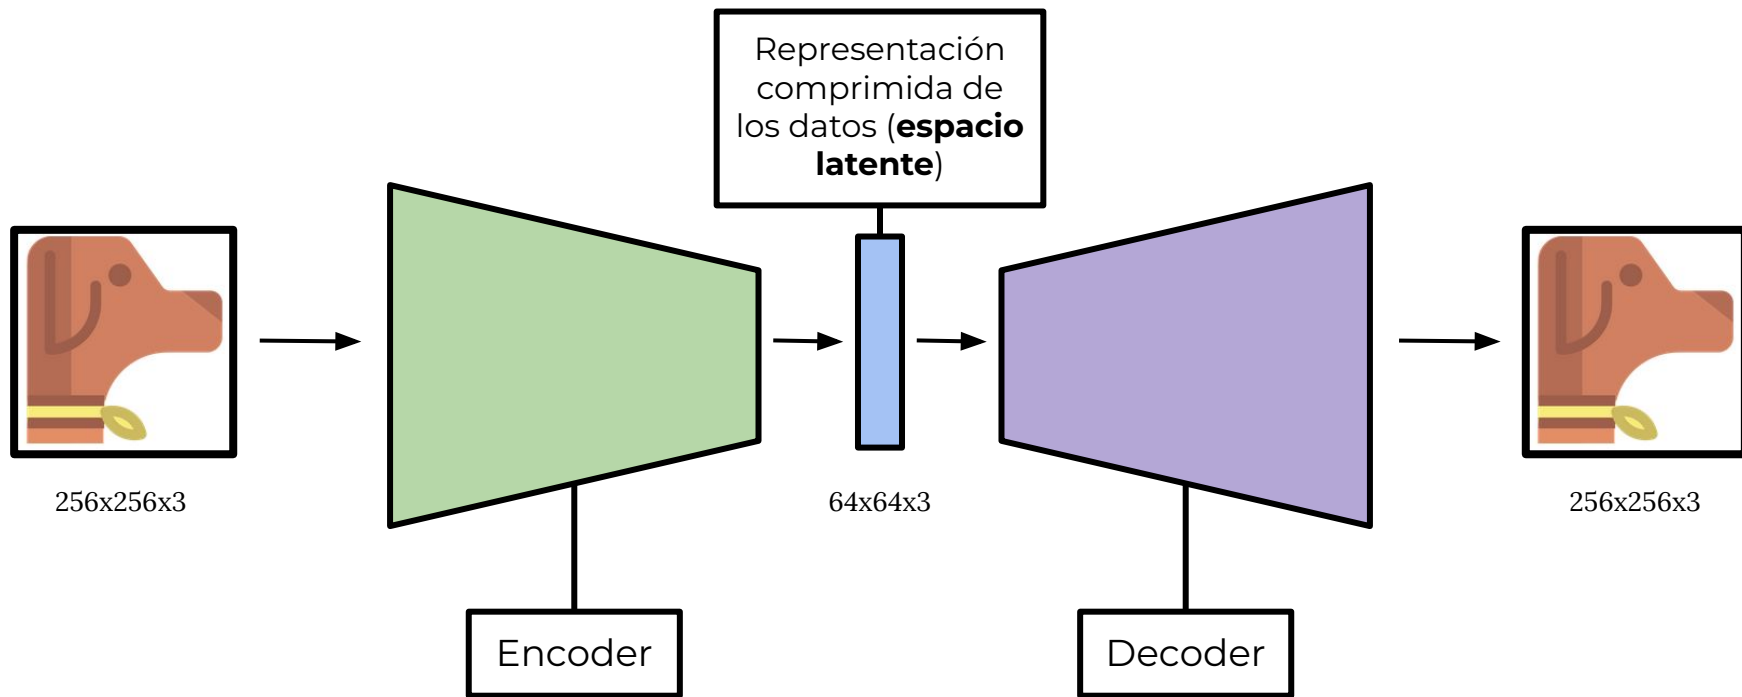 Representación
comprimida de
los datos (espacio
latente)
256x256x3
64x64x3
256x256x3
Encoder
Decoder